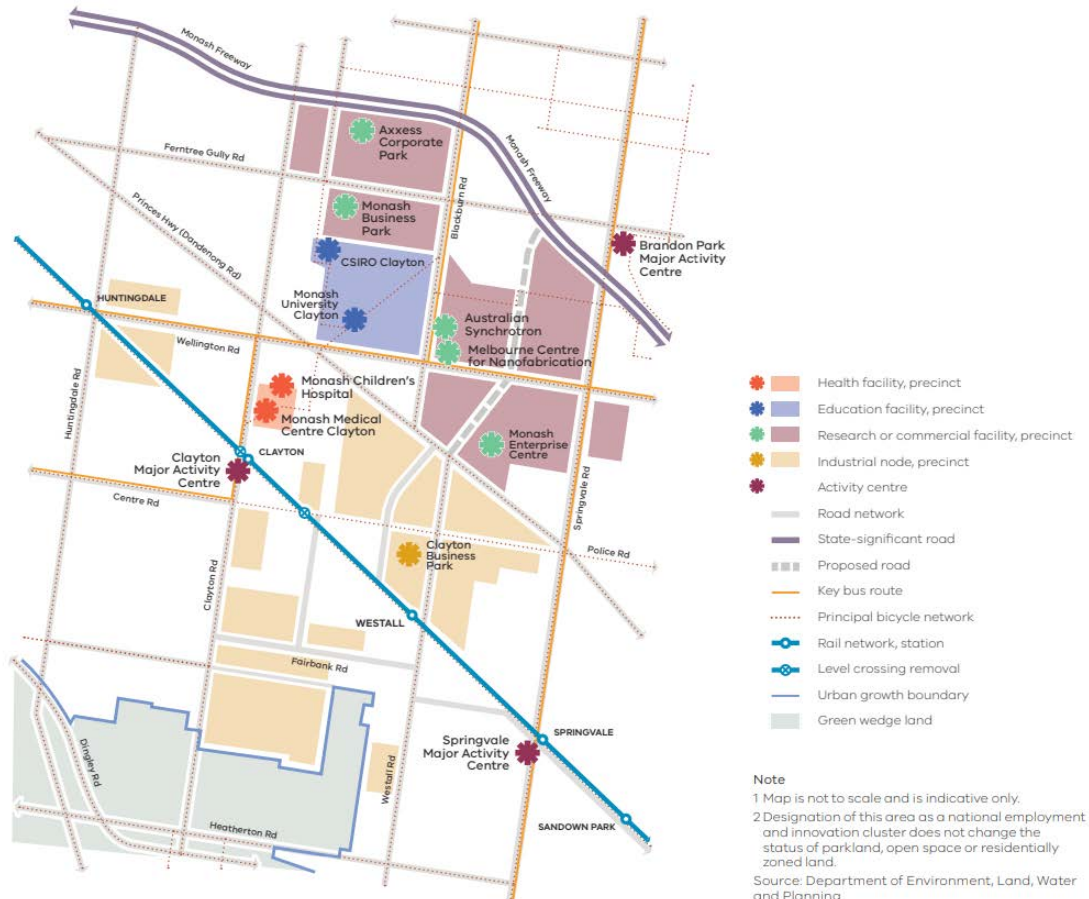 Monash Freeway
Axxess
Corporate
Park
Ferntree Gully Rd
Blackburn Rd
Monash Freeway
Princes Hwy (Dandenong Rd)
Monash
Business
Park
Brandon Park
Major Activity
Centre
CSIRO Clayton
HUNTINGDALE
Monash
University
Clayton
Australian
Synchrotron
Wellington Rd
Melbourne Centre
for Nanofabrication
Huntingdale Rd
Monash Children's
Hospital
Monash Medical
Centre Clayton
CLAYTON
Clayton
Major Activity
Centre
Monash
Enterprise
Centre
Springvale Rd
Centre Rd
Police Rd
Clayton
Business
Park
Clayton Rd
WESTALL
Fairbank Rd
Springvale
Major Activity
Centre
SPRINGVALE
Dingley Rd
Westall Rd
Heatherton Rd
SANDOWN PARK
Health facility, precinct
Education facility, precinct
Research or commercial facility, precinct
Industrial node, precinct
Activity centre
Road network
State-significant road
Proposed road
Key bus route
Principal bicycle network
Rail network, station
Level crossing removal
Urban growth boundary
Green wedge land
Note
1 Map is not to scale and is indicative only.
2 Designation of this area as a national employment
and innovation cluster does not change the
status of parkland, open space or residentially
zoned land.
Source: Department of Environment, Land, Water
and Planning